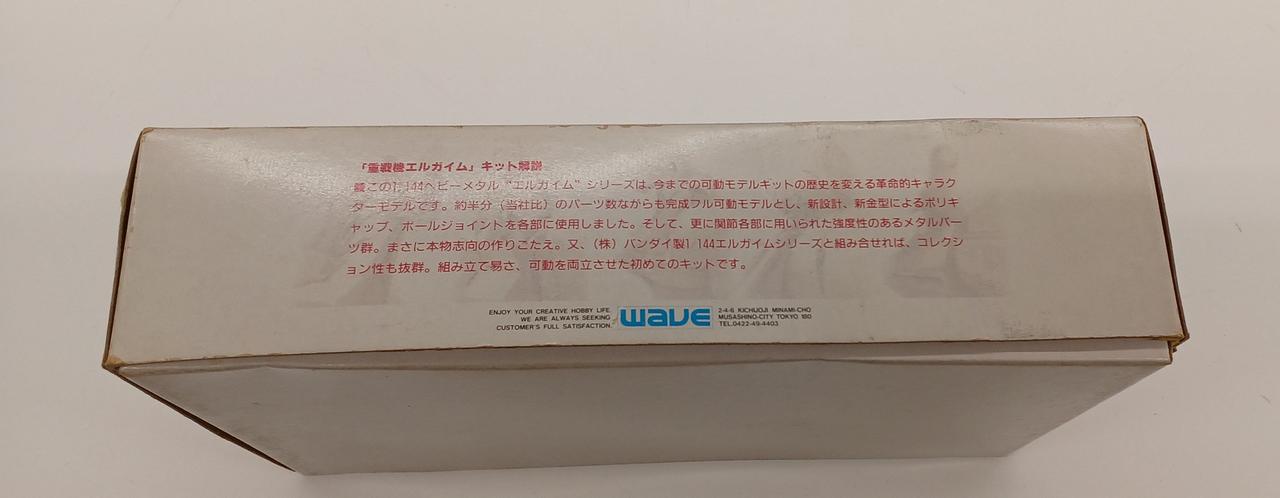 「重戦機エルガイム」キット解説
この1/144ヘビーメタル“エルガイム”シリーズは、今までの可動モデルキットの歴史を変える革命的キャラク
ターモデルです。約半分（当社比）のパーツ数ながらも完成フル可動モデルとし、新設計、新金型によるポリキ
ャップ、ボールジョイントを各部に使用しました。そして、更に関節各部に用いられた強度性のあるメタルパー
ツ群。まさに本物志向の作りごたえ。又、（株）バンダイ製1/144エルガイムシリーズと組み合せれば、コレクシ
ョン性も抜群。組み立て易さ、可動を両立させた初めてのキットです。
ENJOY YOUR CREATIVE HOBBY LIFE.
WE ARE ALWAYS SEEKING
CUSTOMER'S FULL SATISFACTION.
wave
2-4-6 KICHIJOJI MINAMI-CHO
MUSASHINO-CITY TOKYO 180
TEL.0422-49-4403